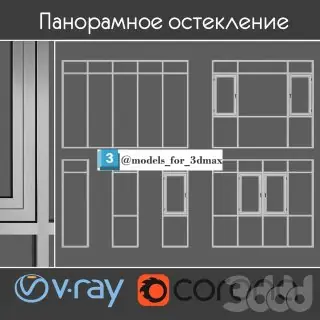 Панорамное остекление
3 @models_for_3dmax
v·ray corona
3ddd